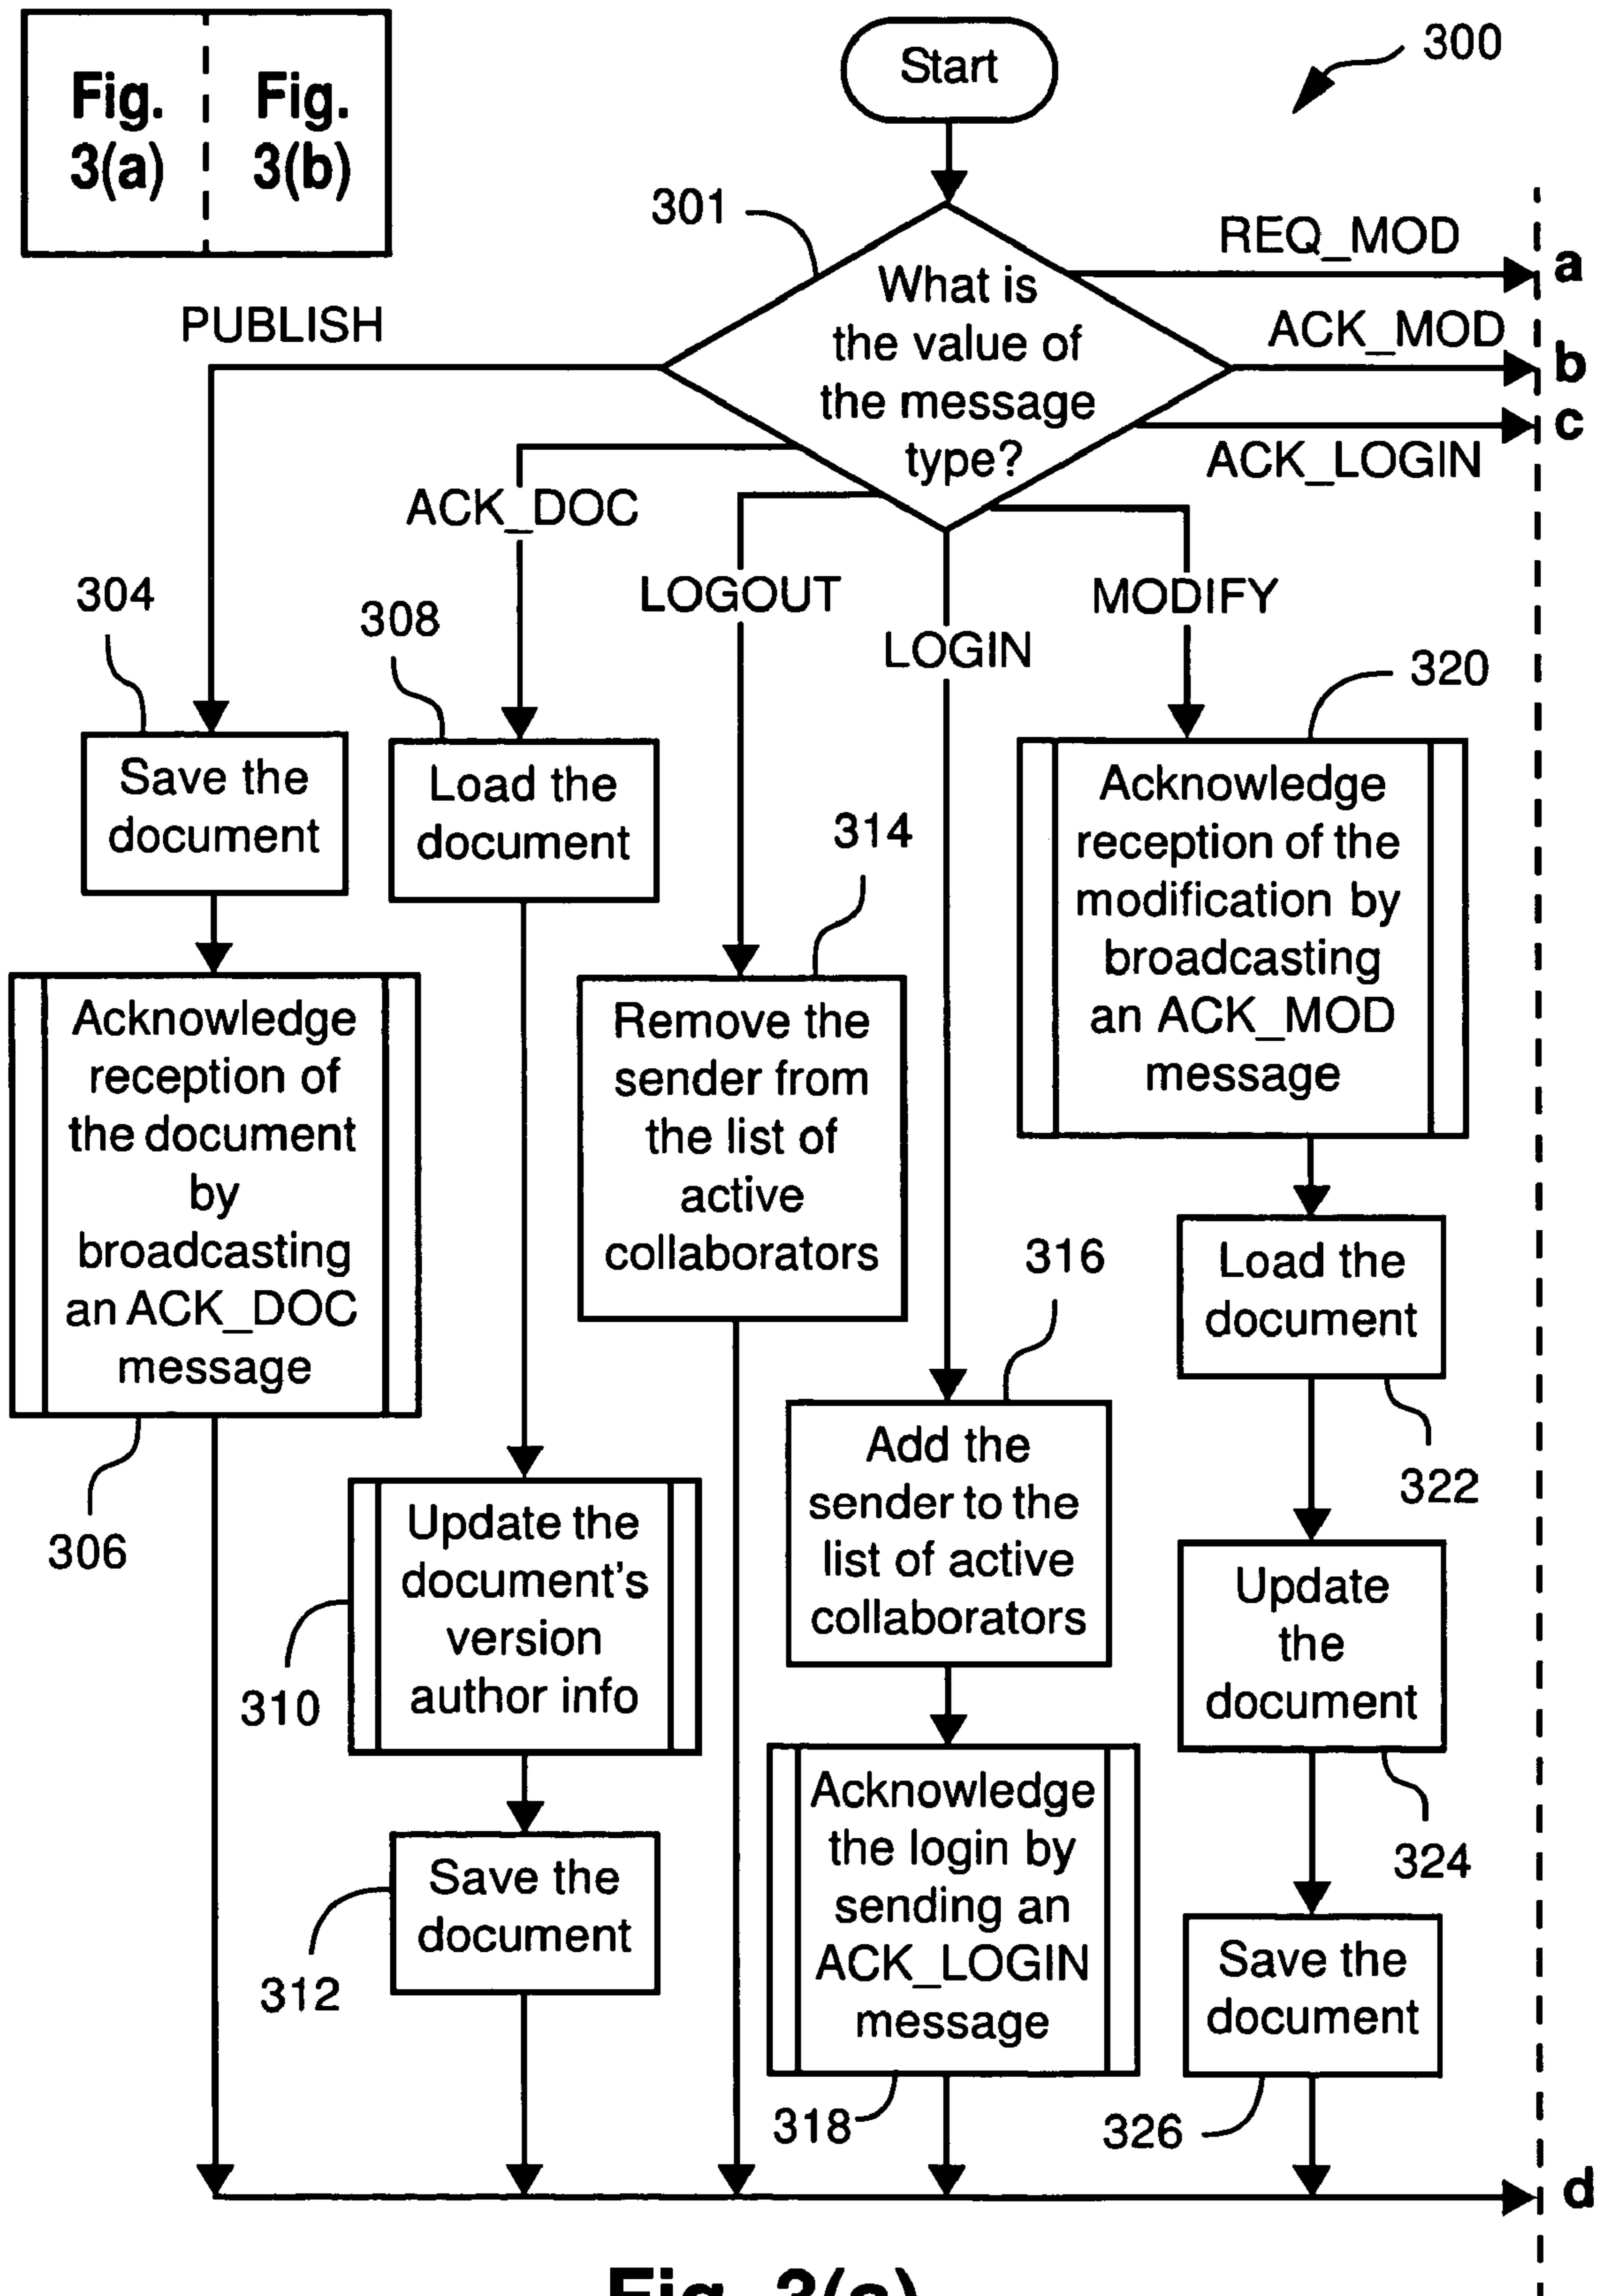 Fig.
3(a)
Fig.
3(b)
Start
300
301
What is
the value of
the message
type?
REQ_MOD
a
ACK_MOD
b
c
ACK_LOGIN
PUBLISH
ACK_DOC
LOGOUT
LOGIN
MODIFY
304
Save the
document
Acknowledge
reception of
the document
by
broadcasting
an ACK_DOC
message
306
308
Load the
document
Update the
document's
version
author info
310
Save the
document
312
314
Remove the
sender from
the list of
active
collaborators
316
Add the
sender to the
list of active
collaborators
Acknowledge
the login by
sending an
ACK_LOGIN
message
318
320
Acknowledge
reception of the
modification by
broadcasting
an ACK_MOD
message
Load the
document
322
Update
the
document
324
Save the
document
326
d
Fig. 3(a)